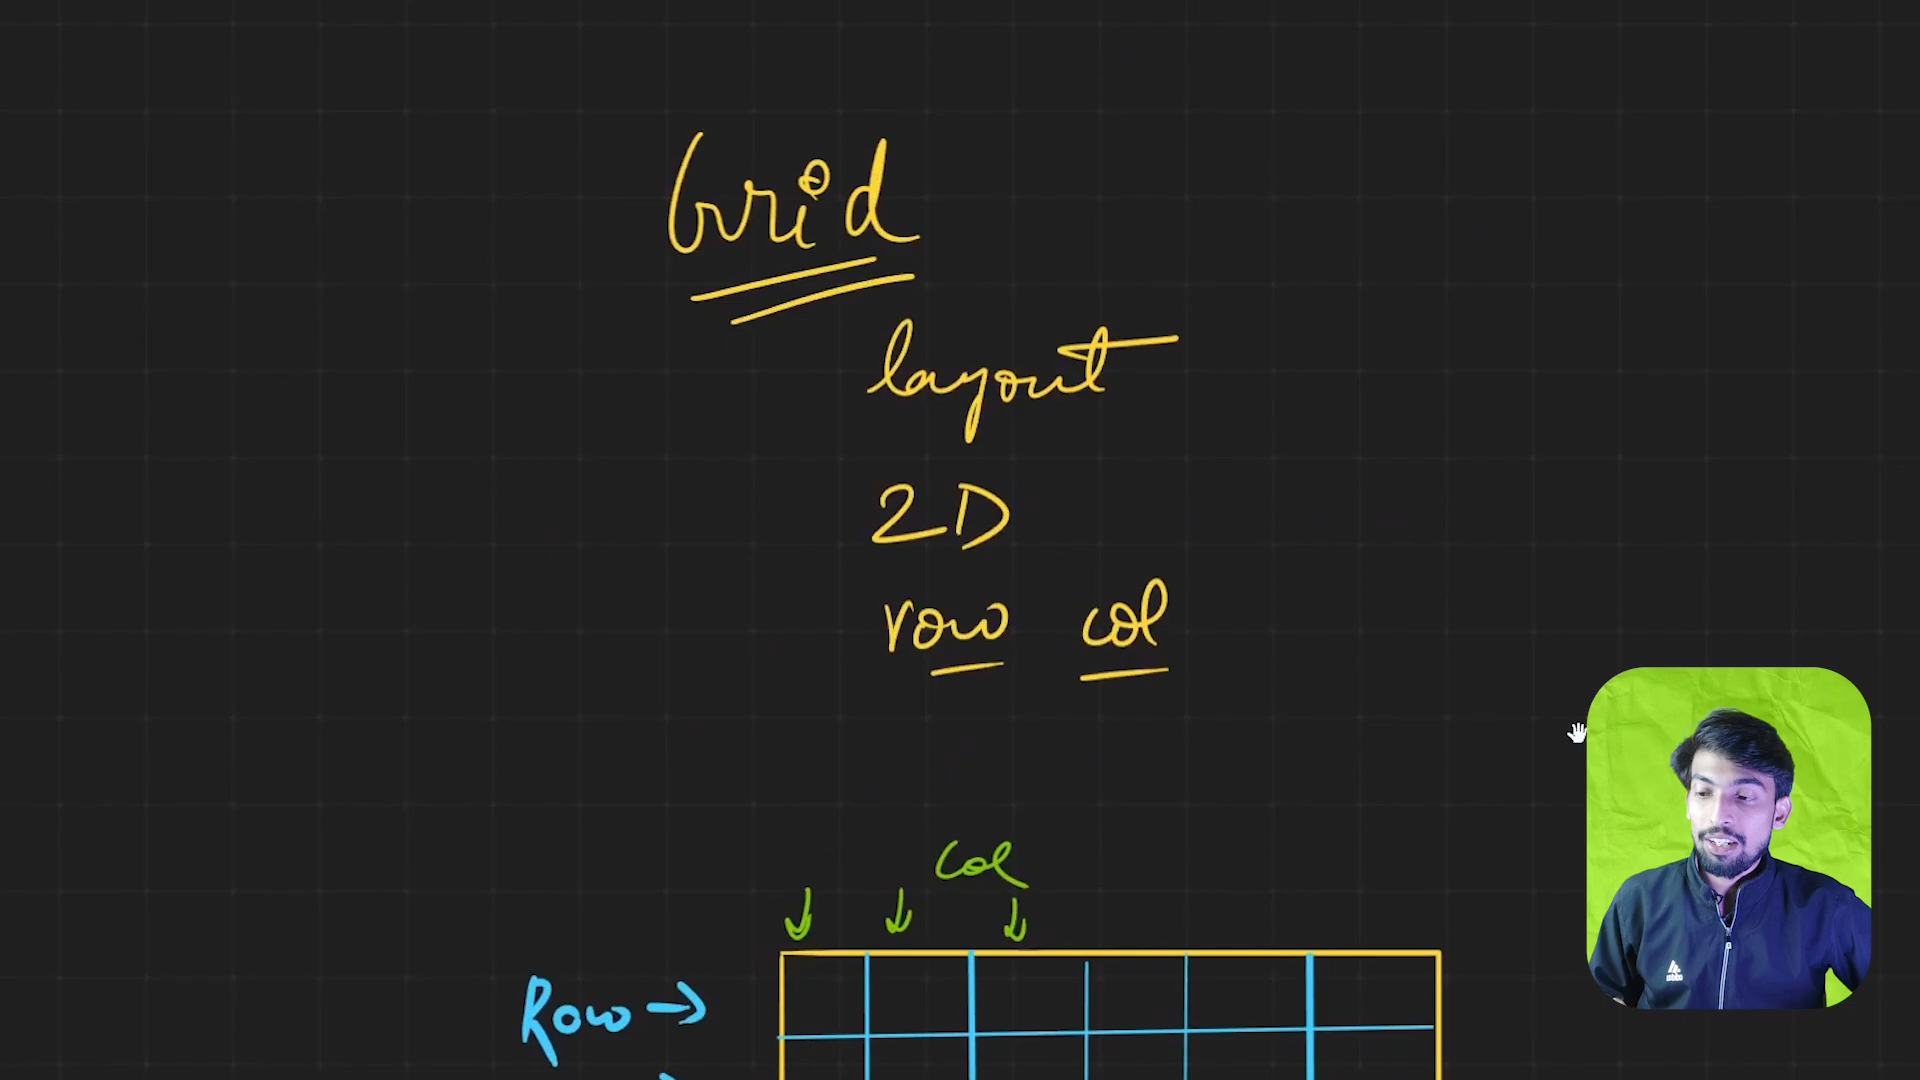 Grid
layout
2D
row col
Col
Row →